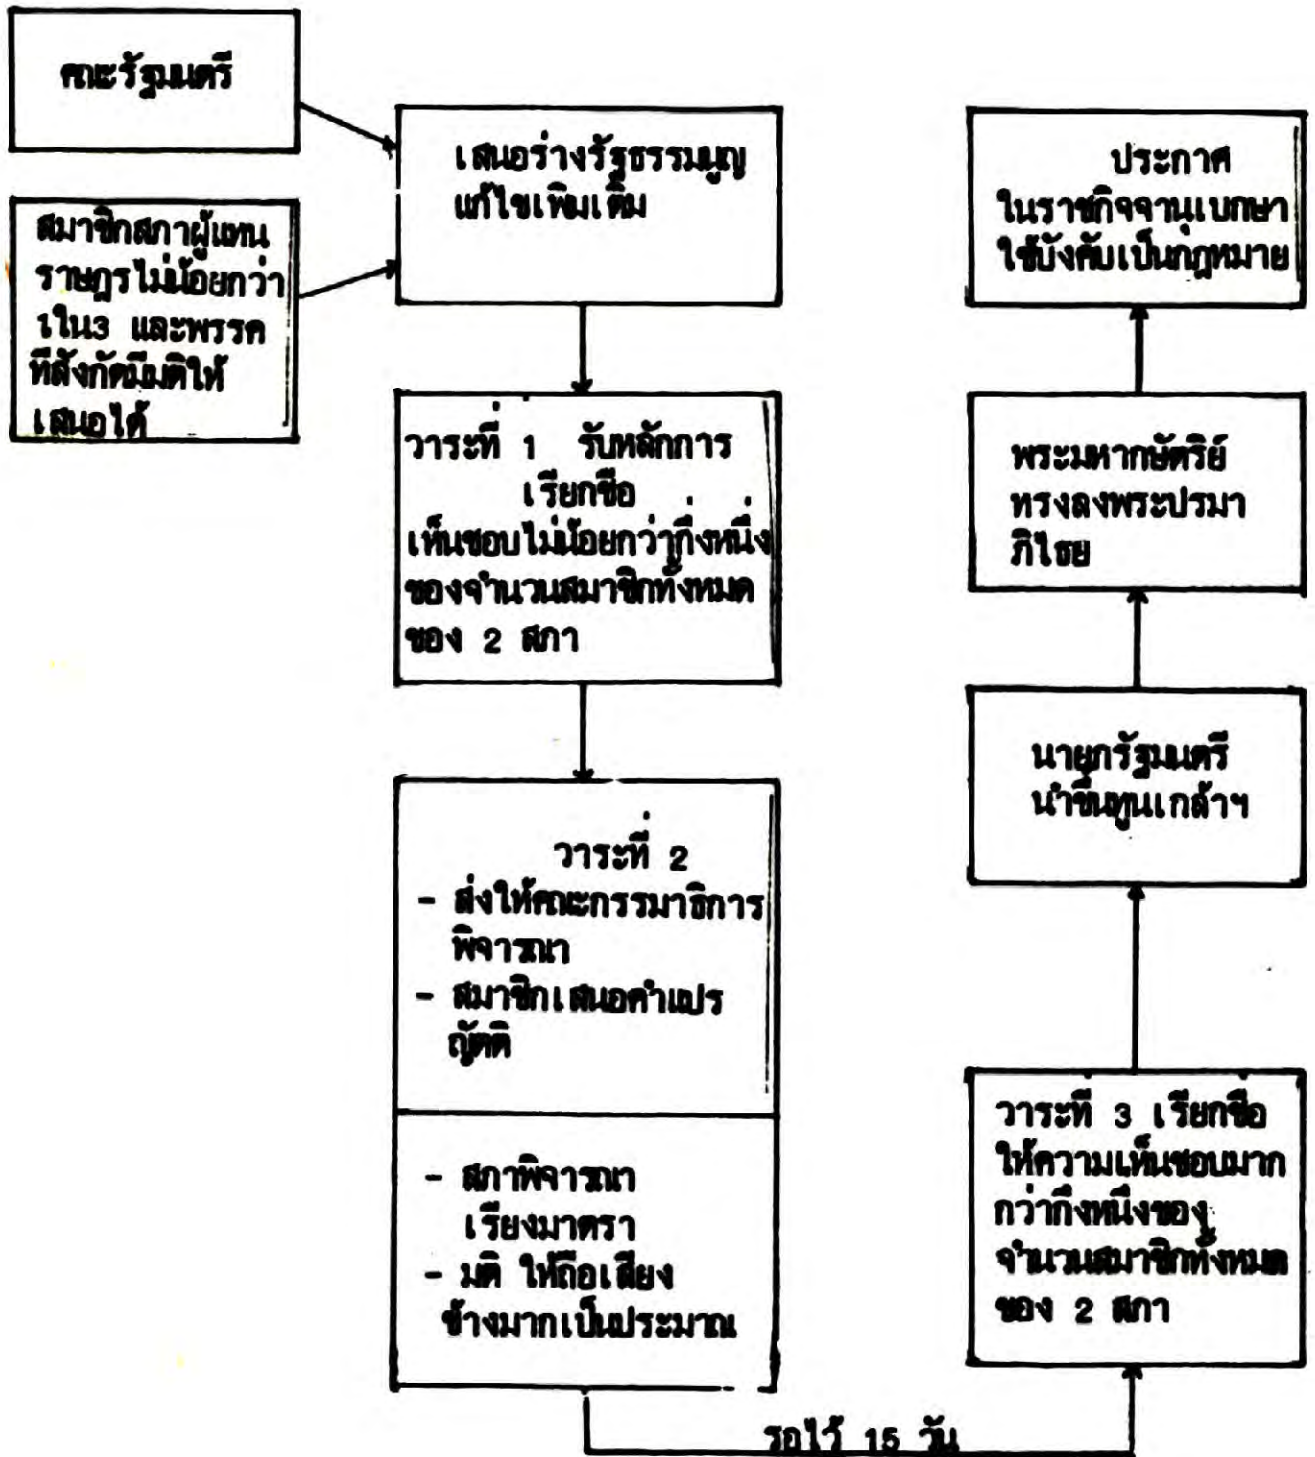 คณะรัฐมนตรี
สมาชิกสภาผู้แทน
ราษฎรไม่น้อยกว่า
1ใน3 และพรรค
ที่สังกัดมีมติให้
เสนอได้
เสนอร่างรัฐธรรมนูญ
แก้ไขเพิ่มเติม
วาระที่ 1 รับหลักการ
เรียกชื่อ
เห็นชอบไม่น้อยกว่ากึ่งหนึ่ง
ของจำนวนสมาชิกทั้งหมด
ของ 2 สภา
วาระที่ 2
- ส่งให้คณะกรรมาธิการ
พิจารณา
- สมาชิกเสนอคำแปร
ญัตติ
- สภาพิจารณา
เรียงมาตรา
- มติ ให้ถือเสียง
ข้างมากเป็นประมาณ
รอไว้ 15 วัน
วาระที่ 3 เรียกชื่อ
ให้ความเห็นชอบมาก
กว่ากึ่งหนึ่งของ
จำนวนสมาชิกทั้งหมด
ของ 2 สภา
นายกรัฐมนตรี
นำขึ้นทูนเกล้าฯ
พระมหากษัตริย์
ทรงลงพระปรมา
ภิไธย
ประกาศ
ในราชกิจจานุเบกษา
ใช้บังคับเป็นกฎหมาย